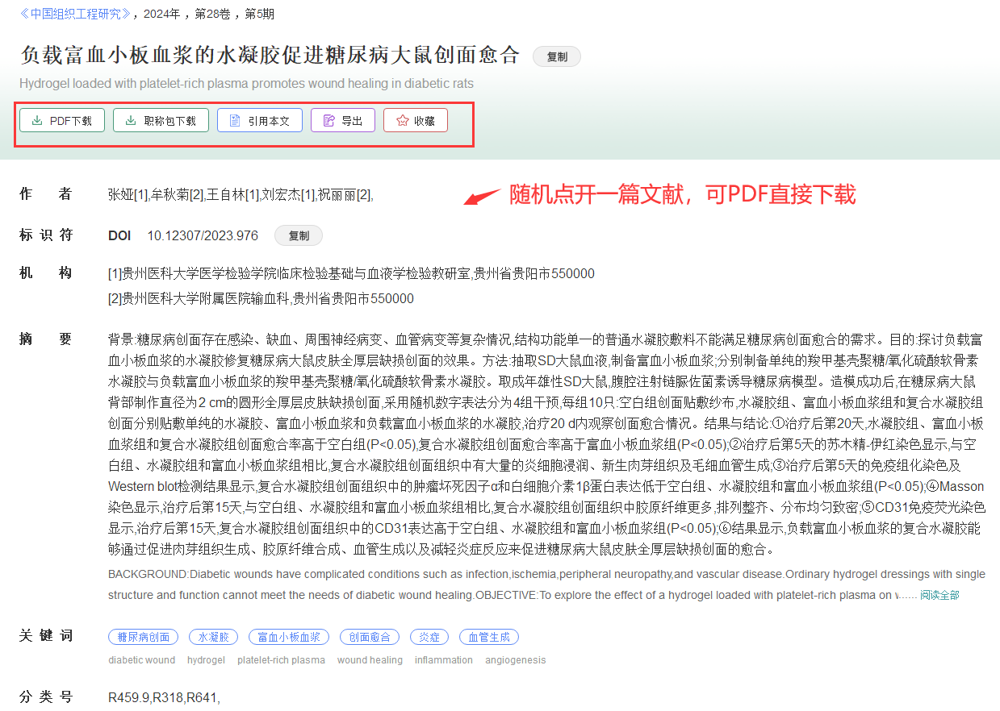 《中国组织工程研究》 , 2024年 , 第28卷 , 第5期
负载富血小板血浆的水凝胶促进糖尿病大鼠创面愈合 复制
Hydrogel loaded with platelet-rich plasma promotes wound healing in diabetic rats
PDF下载 职称包下载 引用本文 导出 收藏
作者 张娅[1],牟秋菊[2],王自林[1],刘宏杰[1],祝丽丽[2],
随机点开一篇文献，可PDF直接下载
标识符 DOI 10.12307/2023.976 复制
机构 [1]贵州医科大学医学检验学院临床检验基础与血液学检验教研室,贵州省贵阳市550000
[2]贵州医科大学附属医院输血科,贵州省贵阳市550000
摘要 背景:糖尿病创面存在感染、缺血、周围神经病变、血管病变等复杂情况,结构功能单一的普通水凝胶敷料不能满足糖尿病创面愈合的需求。目的:探讨负载富
血小板血浆的水凝胶修复糖尿病大鼠皮肤全厚层缺损创面的效果。方法:抽取SD大鼠血液,制备富血小板血浆;分别制备单纯的羧甲基壳聚糖/氧化硫酸软骨素
水凝胶与负载富血小板血浆的羧甲基壳聚糖/氧化硫酸软骨素水凝胶。取成年雄性SD大鼠,腹腔注射链脲佐菌素诱导糖尿病模型。造模成功后,在糖尿病大鼠
背部制作直径为2 cm的圆形全厚层皮肤缺损创面,采用随机数字表法分为4组干预,每组10只:空白组创面贴敷纱布,水凝胶组、富血小板血浆组和复合水凝胶组
创面分别贴敷单纯的水凝胶、富血小板血浆和负载富血小板血浆的水凝胶,治疗20 d内观察创面愈合情况。结果与结论:①治疗后第20天,水凝胶组、富血小板
血浆组和复合水凝胶组创面愈合率高于空白组(P<0.05),复合水凝胶组创面愈合率高于富血小板血浆组(P<0.05);②治疗后第5天的苏木精-伊红染色显示,与空
白组、水凝胶组和富血小板血浆组相比,复合水凝胶组创面组织中有大量的炎细胞浸润、新生肉芽组织及毛细血管生成;③治疗后第5天的免疫组化染色及
Western blot检测结果显示,复合水凝胶组创面组织中的肿瘤坏死因子α和白细胞介素1β蛋白表达低于空白组、水凝胶组和富血小板血浆组(P<0.05);④Masson
染色显示,治疗后第15天,与空白组、水凝胶组和富血小板血浆组相比,复合水凝胶组创面组织中胶原纤维更多,排列整齐、分布均匀致密;⑤CD31免疫荧光染色
显示,治疗后第15天,复合水凝胶组创面组织中的CD31表达高于空白组、水凝胶组和富血小板血浆组(P<0.05);⑥结果显示,负载富血小板血浆的复合水凝胶能
够通过促进肉芽组织生成、胶原纤维合成、血管生成以及减轻炎症反应来促进糖尿病大鼠皮肤全厚层缺损创面的愈合。
BACKGROUND:Diabetic wounds have complicated conditions such as infection,ischemia,peripheral neuropathy,and vascular disease.Ordinary hydrogel dressings with single
structure and function cannot meet the needs of diabetic wound healing.OBJECTIVE:To explore the effect of a hydrogel loaded with platelet-rich plasma on ...... 阅读全部
关键词 糖尿病创面 水凝胶 富血小板血浆 创面愈合 炎症 血管生成
diabetic wound hydrogel platelet-rich plasma wound healing inflammation angiogenesis
分类号 R459.9,R318,R641,